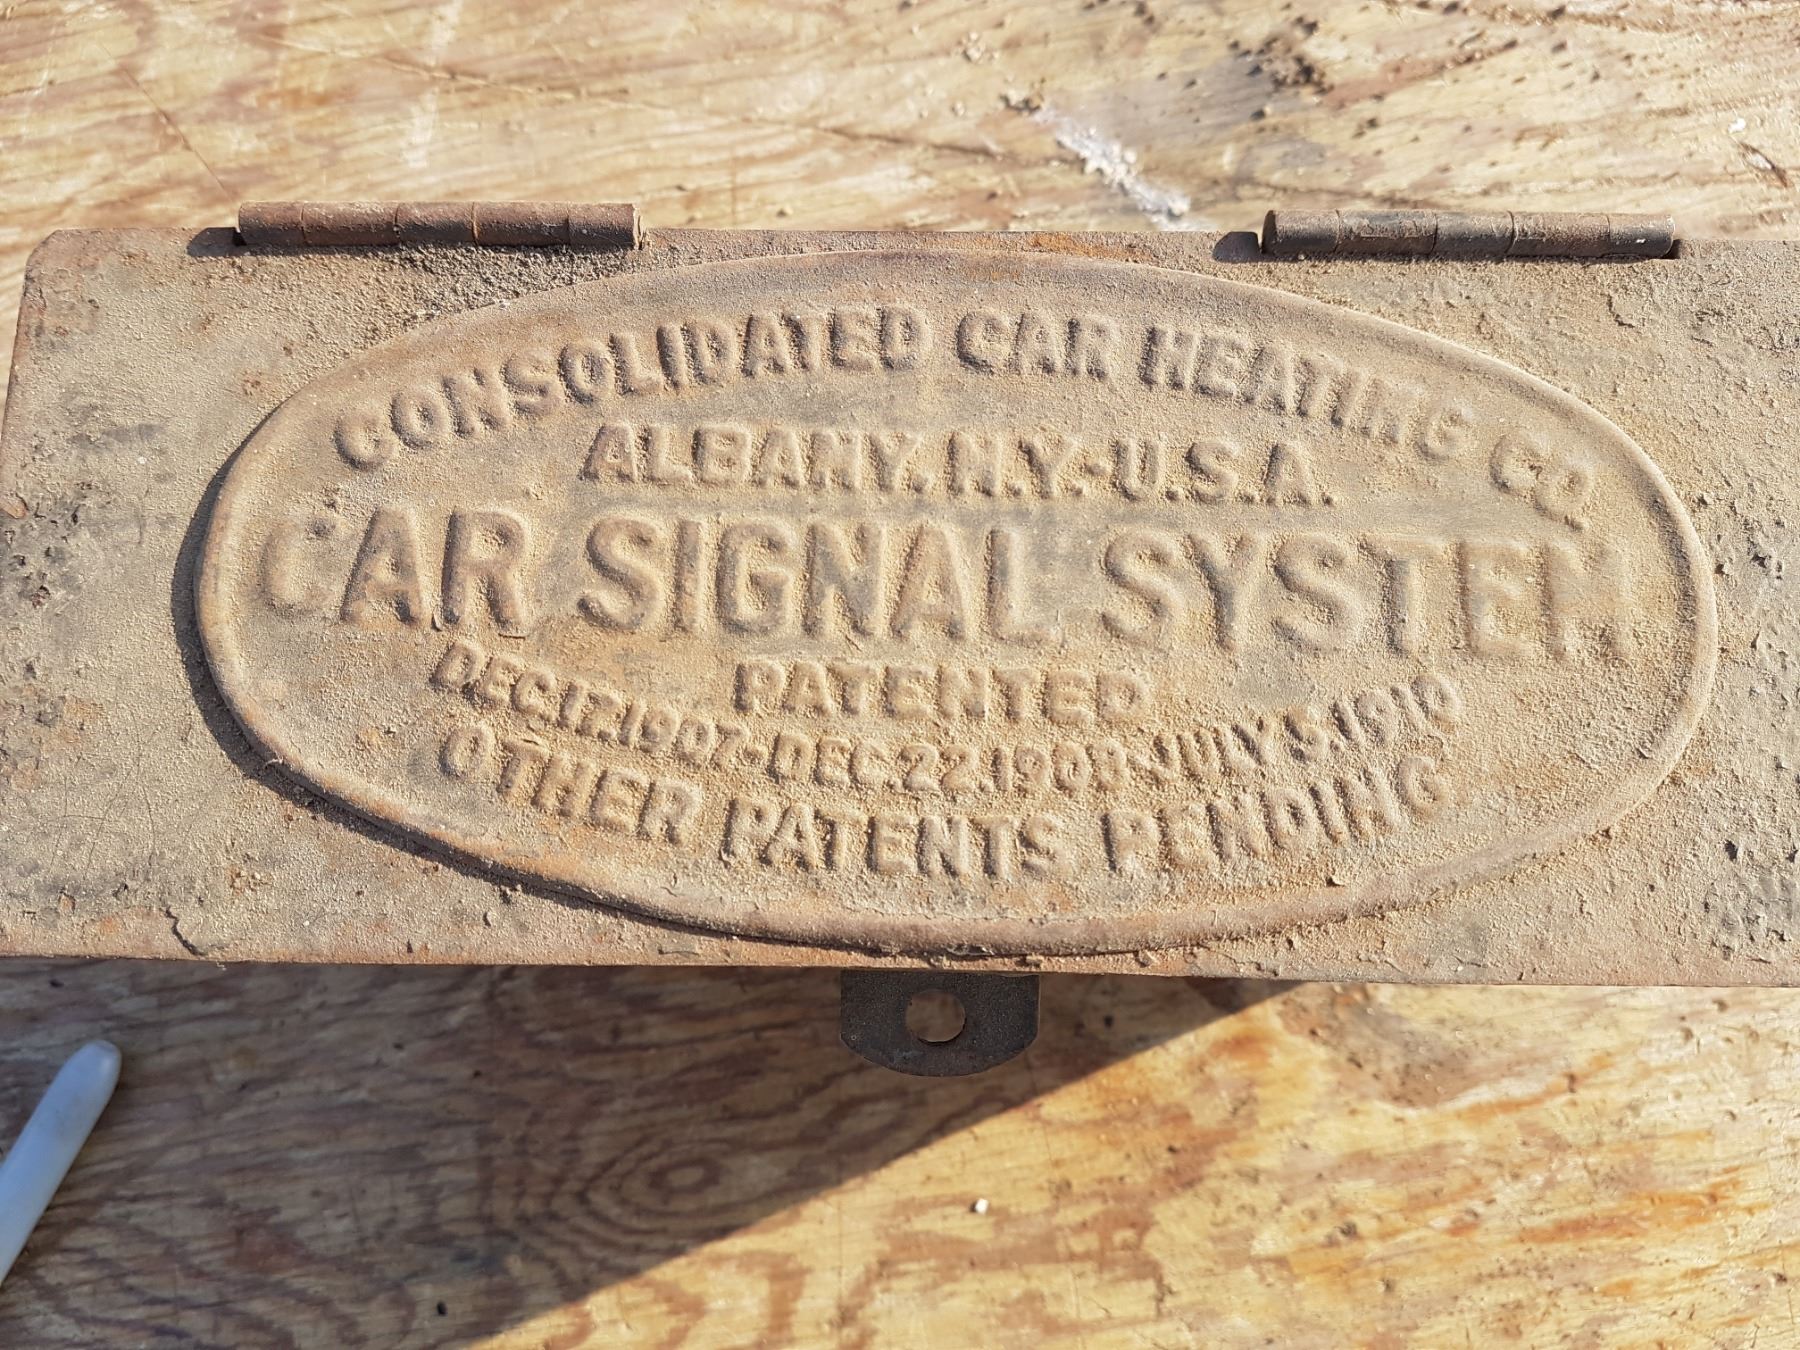 CONSOLIDATED CAR HEATING CO.
ALBANY. N.Y.-U.S.A.
CAR SIGNAL SYSTEM
PATENTED
DEC.17.1907-DEC.22.1908-JULY 5.1910
OTHER PATENTS PENDING